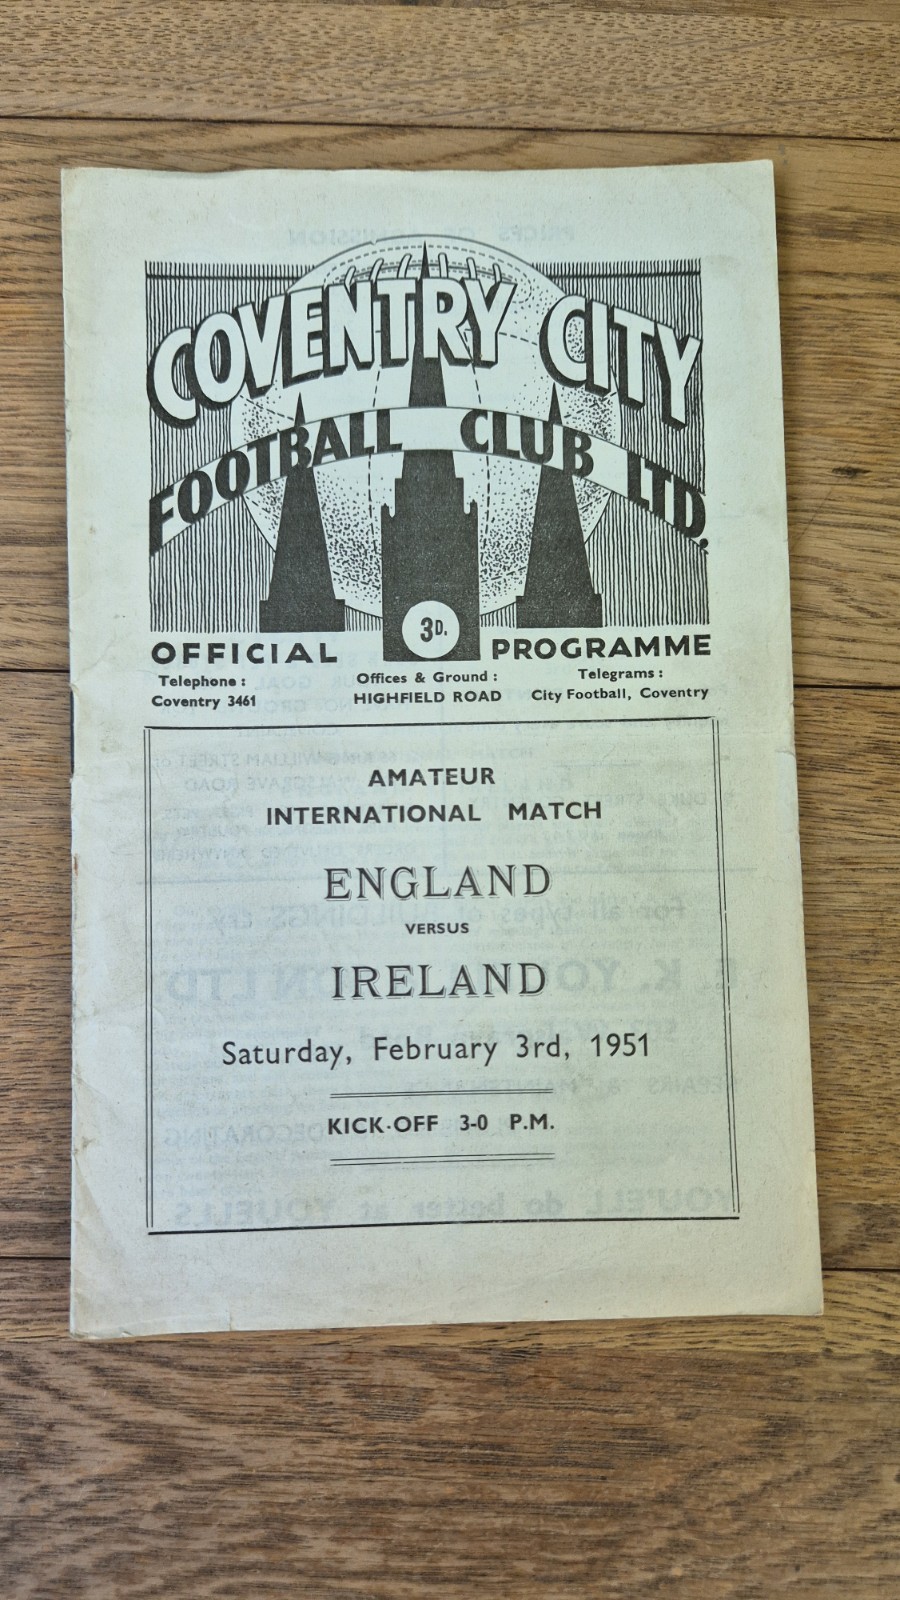 COVENTRY CITY
FOOTBALL CLUB LTD.
3D.
OFFICIAL PROGRAMME
Telephone :
Coventry 3461
Offices & Ground :
HIGHFIELD ROAD
Telegrams :
City Football, Coventry
AMATEUR
INTERNATIONAL MATCH
ENGLAND
VERSUS
IRELAND
Saturday, February 3rd, 1951
KICK-OFF 3-0 P.M.